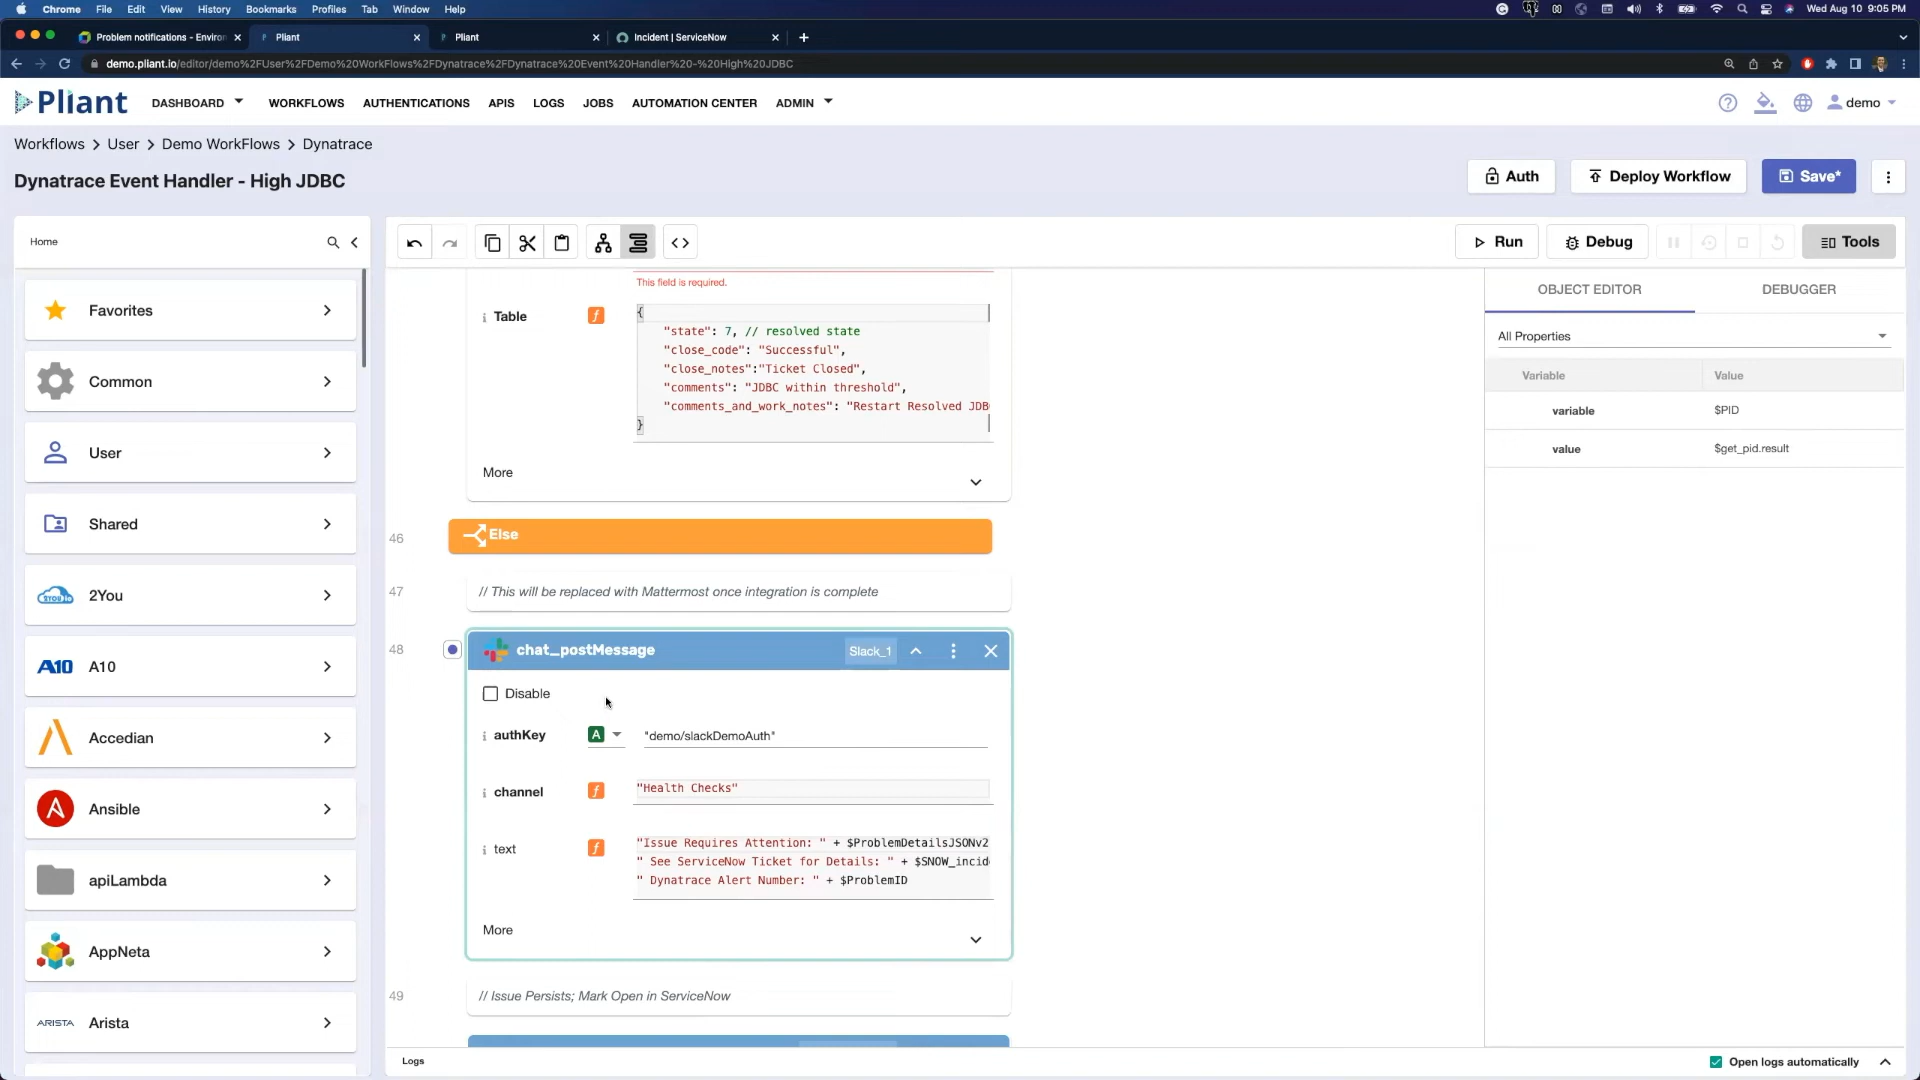 Chrome File Edit View History Bookmarks Profiles Tab Window Help Wed Aug 10 9:05 PM
Problem notifications - Environ Pliant Pliant Incident | ServiceNow
demo.pliant.io/editor/demo%2FUser%2FDemo%20WorkFlows%2FDynatrace%2FDynatrace%20Event%20Handler%20-%20High%20JDBC
Pliant DASHBOARD WORKFLOWS AUTHENTICATIONS APIS LOGS JOBS AUTOMATION CENTER ADMIN demo
Workflows > User > Demo WorkFlows > Dynatrace
Dynatrace Event Handler - High JDBC
Auth Deploy Workflow Save*
Home
Run Debug Tools
Favorites
Common
User
Shared
2You
A10 A10
Accedian
Ansible
apiLambda
AppNeta
ARISTA Arista
This field is required.
Table
{
"state": 7, // resolved state
"close_code": "Successful",
"close_notes":"Ticket Closed",
"comments": "JDBC within threshold",
"comments_and_work_notes": "Restart Resolved JDB
}
More
46 Else
47 // This will be replaced with Mattermost once integration is complete
48 chat_postMessage Slack_1
Disable
authKey A "demo/slackDemoAuth"
channel f "Health Checks"
text f "Issue Requires Attention: " + $ProblemDetailsJSONv2
" See ServiceNow Ticket for Details: " + $SNOW_incid
" Dynatrace Alert Number: " + $ProblemID
More
49 // Issue Persists; Mark Open in ServiceNow
Logs
OBJECT EDITOR DEBUGGER
All Properties
Variable Value
variable $PID
value $get_pid.result
Open logs automatically